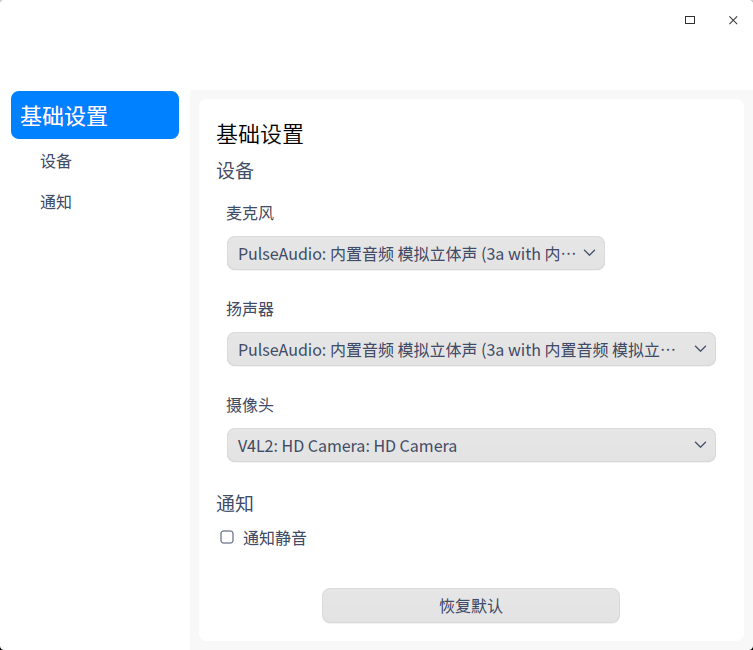 基础设置
设备
通知
基础设置
设备
麦克风
PulseAudio: 内置音频 模拟立体声 (3a with 内…
扬声器
PulseAudio: 内置音频 模拟立体声 (3a with 内置音频 模拟立…
摄像头
V4L2: HD Camera: HD Camera
通知
通知静音
恢复默认